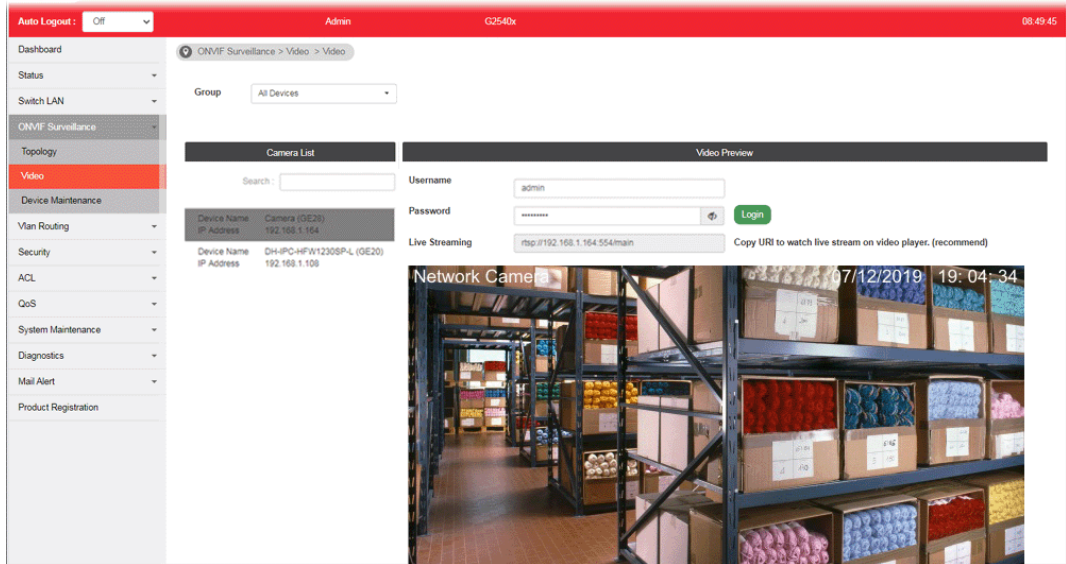 Auto Logout : Off Admin G2540x 08:49:45
Dashboard
Status
Switch LAN
ONVIF Surveillance
Topology
Video
Device Maintenance
Vlan Routing
Security
ACL
QoS
System Maintenance
Diagnostics
Mail Alert
Product Registration
ONVIF Surveillance > Video > Video
Group All Devices
Camera List
Search :
Device Name Camera (GE28)
IP Address 192.168.1.164
Device Name DH-IPC-HFW1230SP-L (GE20)
IP Address 192.168.1.108
Video Preview
Username admin
Password ********* Login
Live Streaming rtsp://192.168.1.164:554/main Copy URI to watch live stream on video player. (recommend)
Network Camera 07/12/2019 19: 04: 34